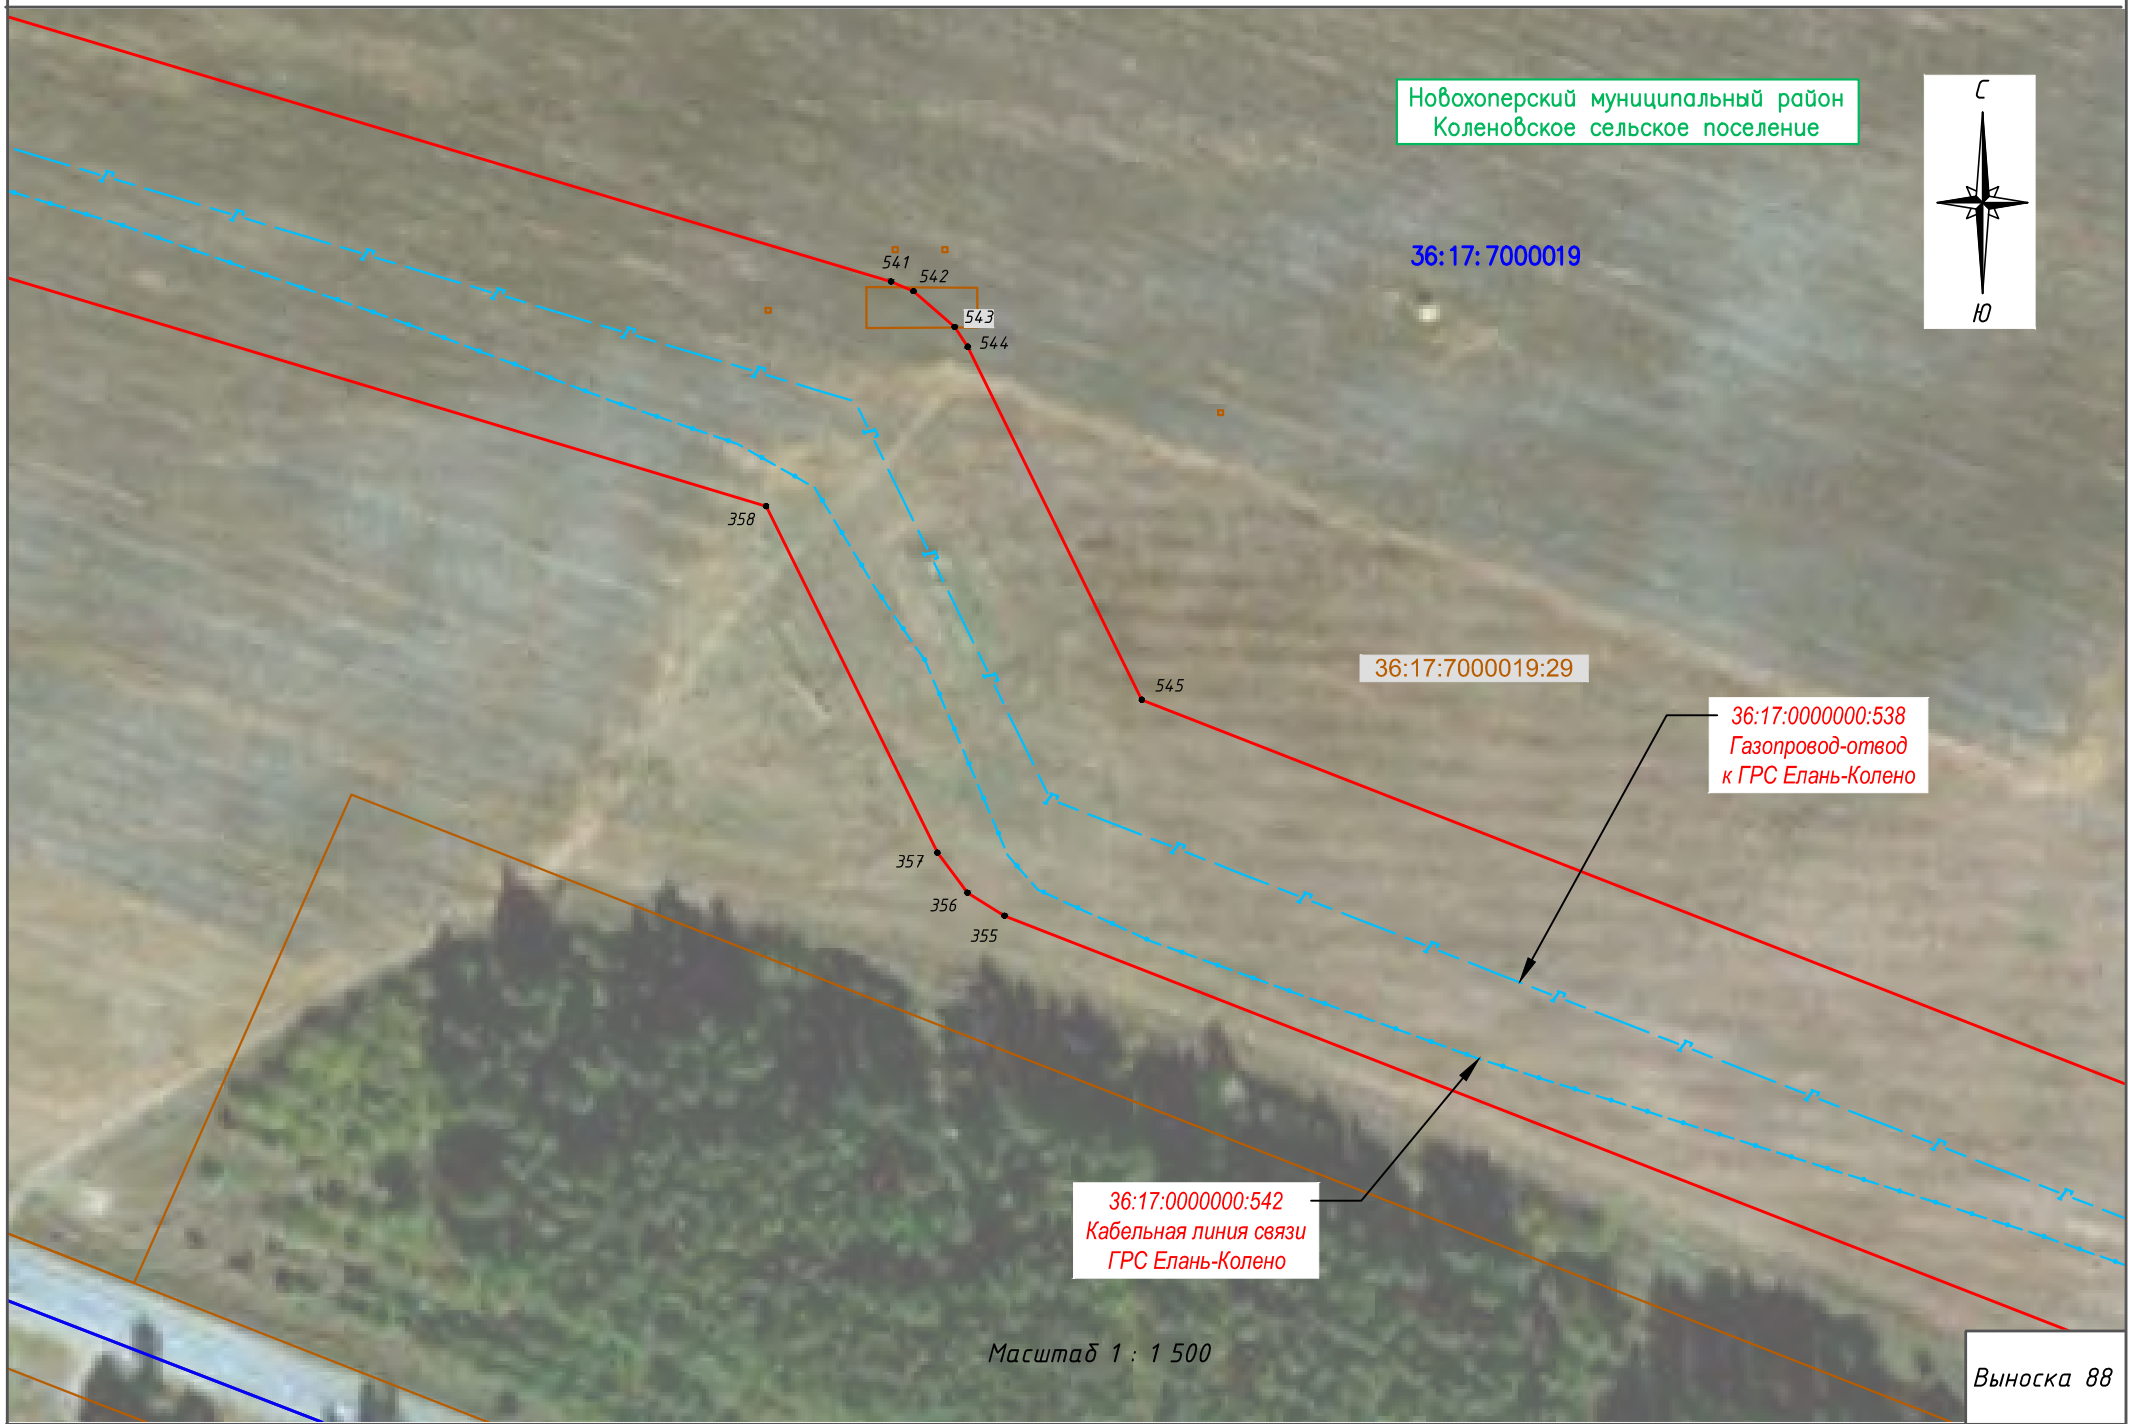 Новохоперский муниципальный район
Коленовское сельское поселение
С
Ю
36:17:7000019
541
542
543
544
358
545
36:17:7000019:29
36:17:0000000:538
Газопровод-отвод
к ГРС Елань-Колено
357
356
355
36:17:0000000:542
Кабельная линия связи
ГРС Елань-Колено
Масштаб 1 : 1 500
Выноска 88